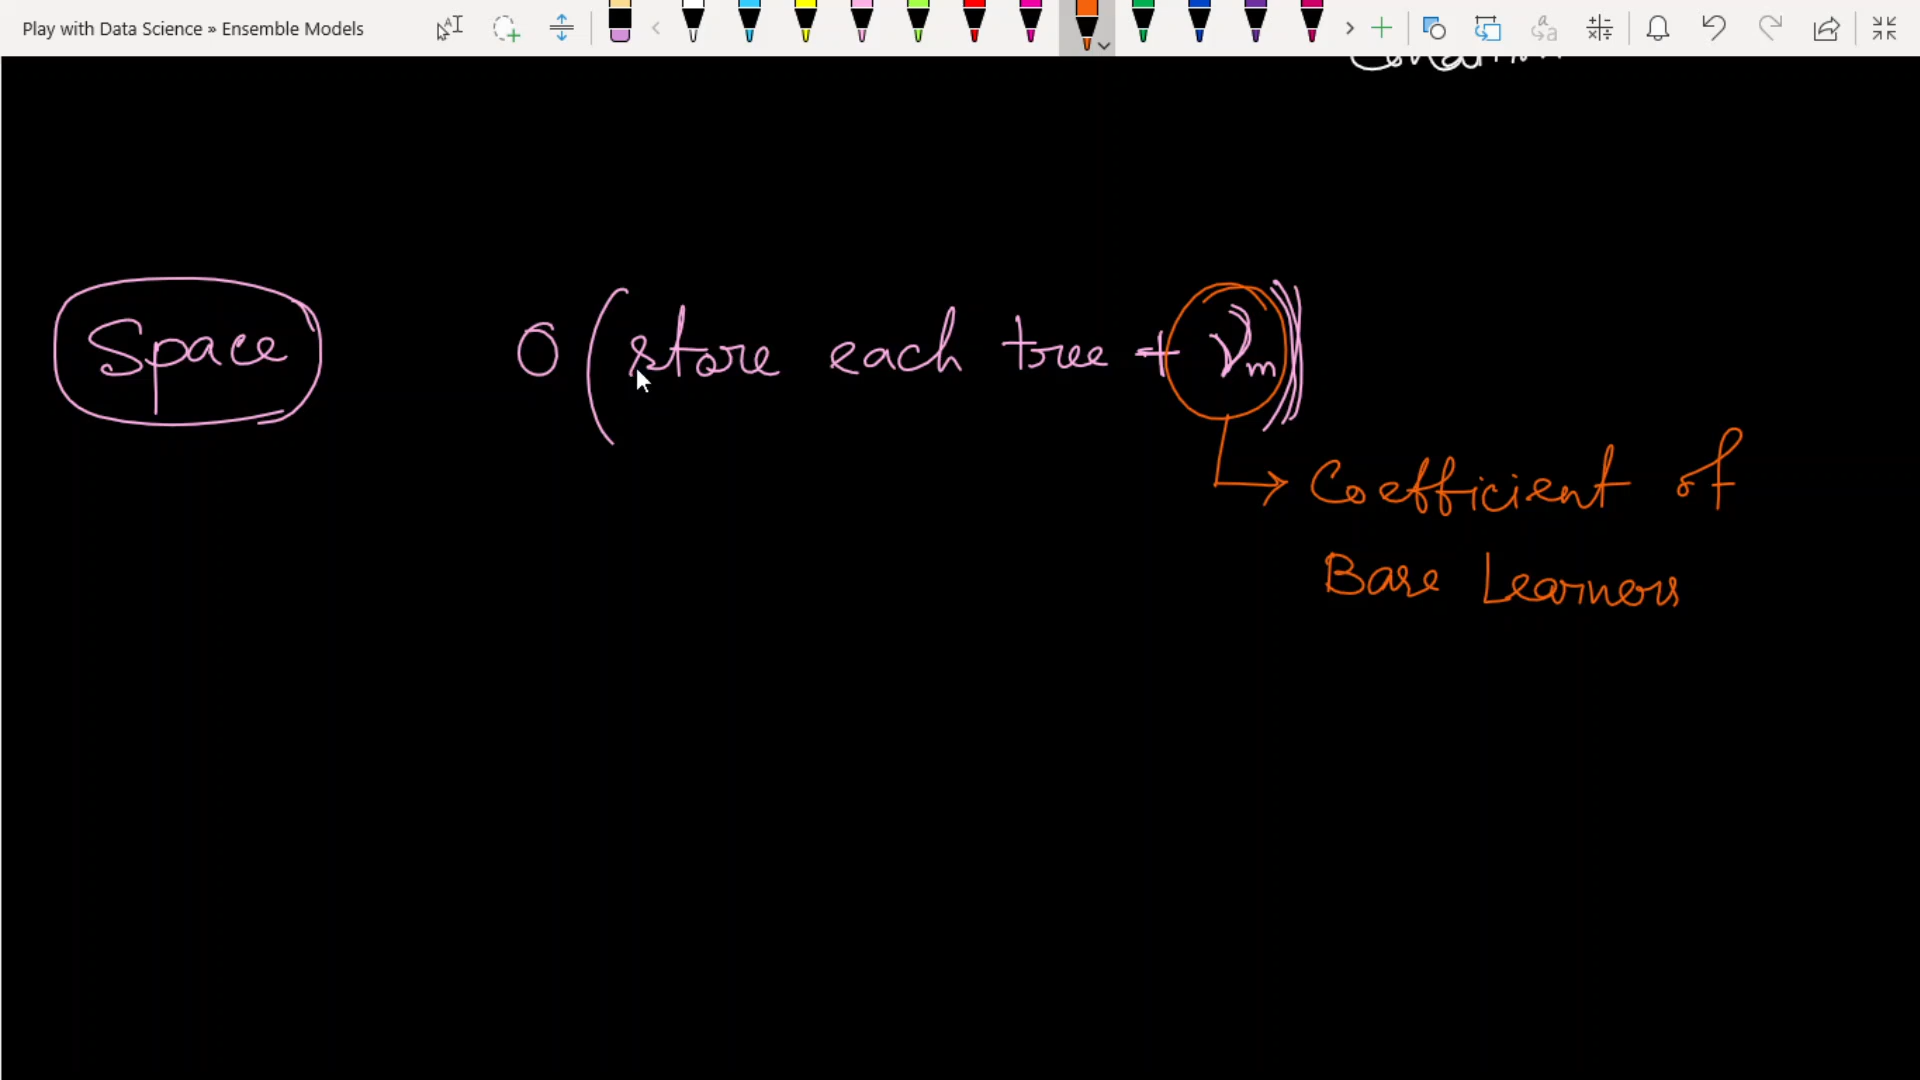 Play with Data Science » Ensemble Models
Space O (store each tree + γm)
Coefficient of
Base Learners